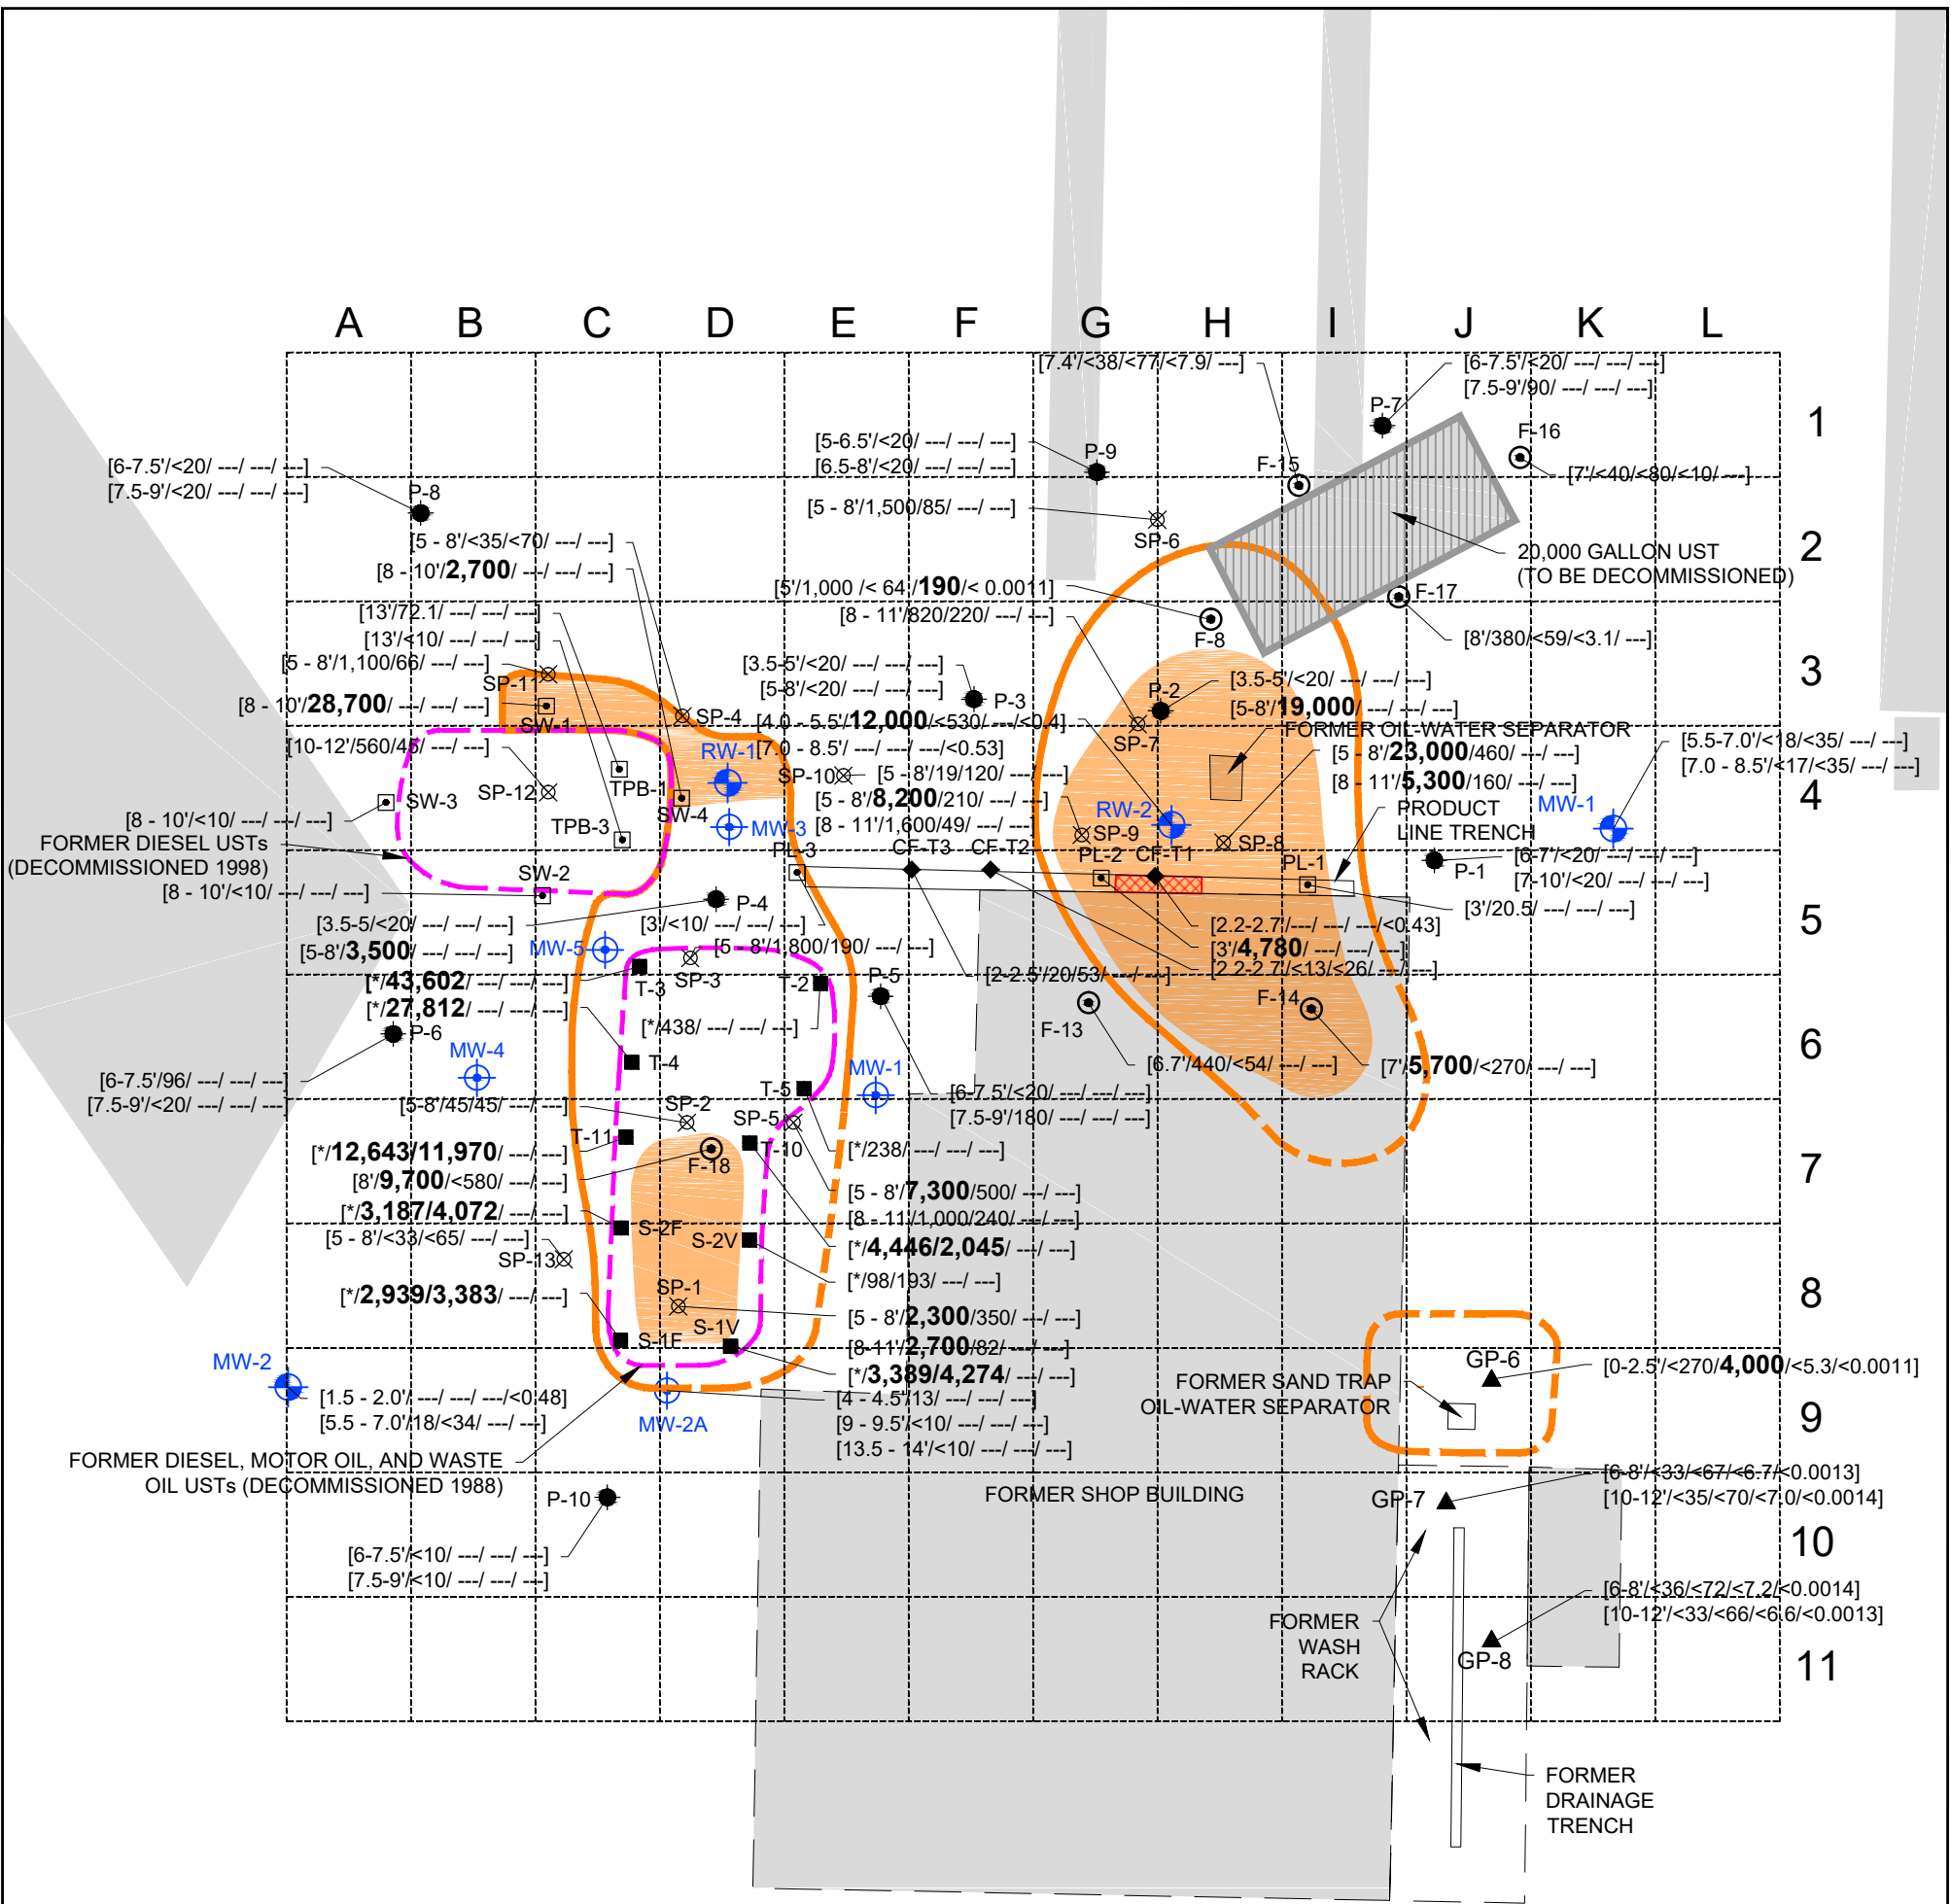 A B C D E F G H I J K L
[7.4'/<38/<77/<7.9/ ---]
[6-7.5'/<20/ ---/ ---/ ---]
[7.5-9'/90/ ---/ ---/ ---]
P-7
1
F-16
[5-6.5'/<20/ ---/ ---/ ---]
[6.5-8'/<20/ ---/ ---/ ---]
P-9
F-15
[7'/<40/<80/<10/ ---]
[6-7.5'/<20/ ---/ ---/ ---]
[7.5-9'/<20/ ---/ ---/ ---]
P-8
[5 - 8'/1,500/85/ ---/ ---]
SP-6
[5 - 8'/<35/<70/ ---/ ---]
[8 - 10'/2,700/ ---/ ---/ ---]
2
20,000 GALLON UST
(TO BE DECOMMISSIONED)
[5'/1,000 /< 64 /190/< 0.0011]
F-17
[13'/72.1/ ---/ ---/ ---]
[13'/<10/ ---/ ---/ ---]
[8 - 11'/820/220/ ---/ ---]
F-8
[8'/380/<59/<3.1/ ---]
[5 - 8'/1,100/66/ ---/ ---]
SP-11
[3.5-5'/<20/ ---/ ---/ ---]
[5-8'/<20/ ---/ ---/ ---]
P-3
3
P-2
[3.5-5'/<20/ ---/ ---/ ---]
[5-8'/19,000/ ---/ ---/ ---]
[8 - 10'/28,700/ ---/ ---/ ---]
SW-1
SP-4
[4.0 - 5.5'/12,000/<530/ ---/<0.4]
[7.0 - 8.5'/ ---/ ---/ ---/<0.53]
SP-7
FORMER OIL-WATER SEPARATOR
[10-12'/560/45/ ---/ ---]
RW-1
[5 - 8'/23,000/460/ ---/ ---]
[8 - 11'/5,300/160/ ---/ ---]
[5.5-7.0'/<18/<35/ ---/ ---]
[7.0 - 8.5'/<17/<35/ ---/ ---]
SP-10
[5 - 8'/19/120/ ---/ ---]
SP-12
TPB-1
SW-3
SW-4
[5 - 8'/8,200/210/ ---/ ---]
[8 - 11'/1,600/49/ ---/ ---]
RW-2
PRODUCT
LINE TRENCH
MW-1
4
[8 - 10'/<10/ ---/ ---/ ---]
TPB-3
MW-3
SP-9
SP-8
FORMER DIESEL USTs
(DECOMMISSIONED 1998)
PL-3
CF-T3
CF-T2
PL-2
CF-T1
PL-1
[6-7'/<20/ ---/ ---/ ---]
[7-10'/<20/ ---/ ---/ ---]
P-1
[8 - 10'/<10/ ---/ ---/ ---]
SW-2
P-4
[3'/20.5/ ---/ ---/ ---]
[3.5-5/<20/ ---/ ---/ ---]
[5-8'/3,500/ ---/ ---/ ---]
[3'/<10/ ---/ ---/ ---]
[2.2-2.7'/---/ ---/ ---/<0.43]
5
MW-5
[5 - 8'/1,800/190/ ---/ ---]
[3'/4,780/ ---/ ---/ ---]
[2.2-2.7'/<13/<26/ ---/ ---]
[2-2.5'/20/53/ ---/ ---]
[*/43,602/ ---/ ---/ ---]
[*/27,812/ ---/ ---/ ---]
T-3
SP-3
T-2
P-5
F-14
F-13
P-6
[*/438/ ---/ ---/ ---]
6
MW-4
T-4
MW-1
[6.7'/440/<54/ ---/ ---]
[7'/5,700/<270/ ---/ ---]
[6-7.5'/96/ ---/ ---/ ---]
[7.5-9'/<20/ ---/ ---/ ---]
T-5
[6-7.5'/<20/ ---/ ---/ ---]
[7.5-9'/180/ ---/ ---/ ---]
[5-8'/45/45/ ---/ ---]
SP-2
SP-5
T-11
T-10
[*/238/ ---/ ---/ ---]
[*/12,643/11,970/ ---/ ---]
F-18
7
[8'/9,700/<580/ ---/ ---]
[5 - 8'/7,300/500/ ---/ ---]
[8 - 11'/1,000/240/ ---/ ---]
[*/3,187/4,072/ ---/ ---]
S-2F
S-2V
[5 - 8'/<33/<65/ ---/ ---]
SP-13
[*/4,446/2,045/ ---/ ---]
[*/98/193/ ---/ ---]
SP-1
[*/2,939/3,383/ ---/ ---]
8
[5 - 8'/2,300/350/ ---/ ---]
[8-11'/2,700/82/ ---/ ---]
S-1F
S-1V
MW-2
[*/3,389/4,274/ ---/ ---]
GP-6
[0-2.5'/<270/4,000/<5.3/<0.0011]
[1.5 - 2.0'/ ---/ ---/ ---/<0.48]
[5.5 - 7.0'/18/<34/ ---/ ---]
MW-2A
[4 - 4.5'/13/ ---/ ---/ ---]
[9 - 9.5'/<10/ ---/ ---/ ---]
[13.5 - 14'/<10/ ---/ ---/ ---]
FORMER SAND TRAP
OIL-WATER SEPARATOR
9
FORMER DIESEL, MOTOR OIL, AND WASTE
OIL USTs (DECOMMISSIONED 1988)
P-10
FORMER SHOP BUILDING
GP-7
[6-8'/<33/<67/<6.7/<0.0013]
[10-12'/<35/<70/<7.0/<0.0014]
[6-7.5'/<10/ ---/ ---/ ---]
[7.5-9'/<10/ ---/ ---/ ---]
10
[6-8'/<36/<72/<7.2/<0.0014]
[10-12'/<33/<66/<6.6/<0.0013]
FORMER
WASH
RACK
GP-8
11
FORMER
DRAINAGE
TRENCH